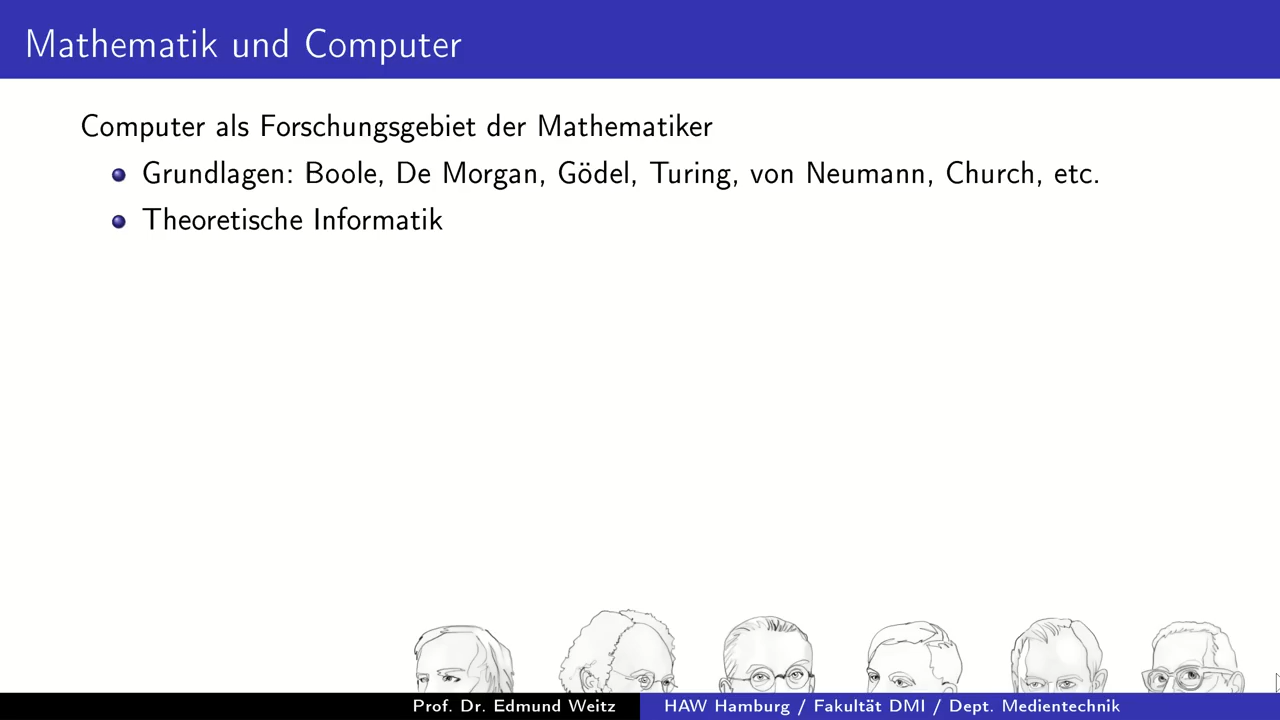 Mathematik und Computer
Computer als Forschungsgebiet der Mathematiker
Grundlagen: Boole, De Morgan, Gödel, Turing, von Neumann, Church, etc.
Theoretische Informatik
Prof. Dr. Edmund Weitz HAW Hamburg / Fakultät DMI / Dept. Medientechnik